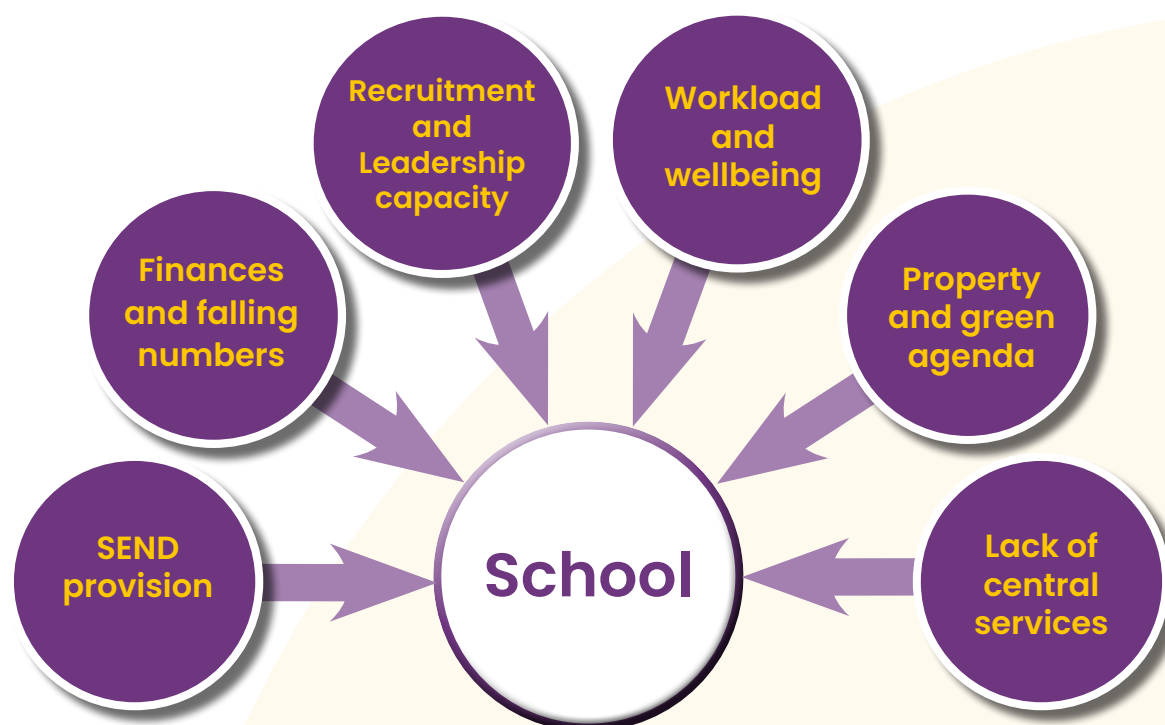 Recruitment
and
Leadership
capacity
Workload
and
wellbeing
Finances
and falling
numbers
Property
and green
agenda
SEND
provision
School
Lack of
central
services